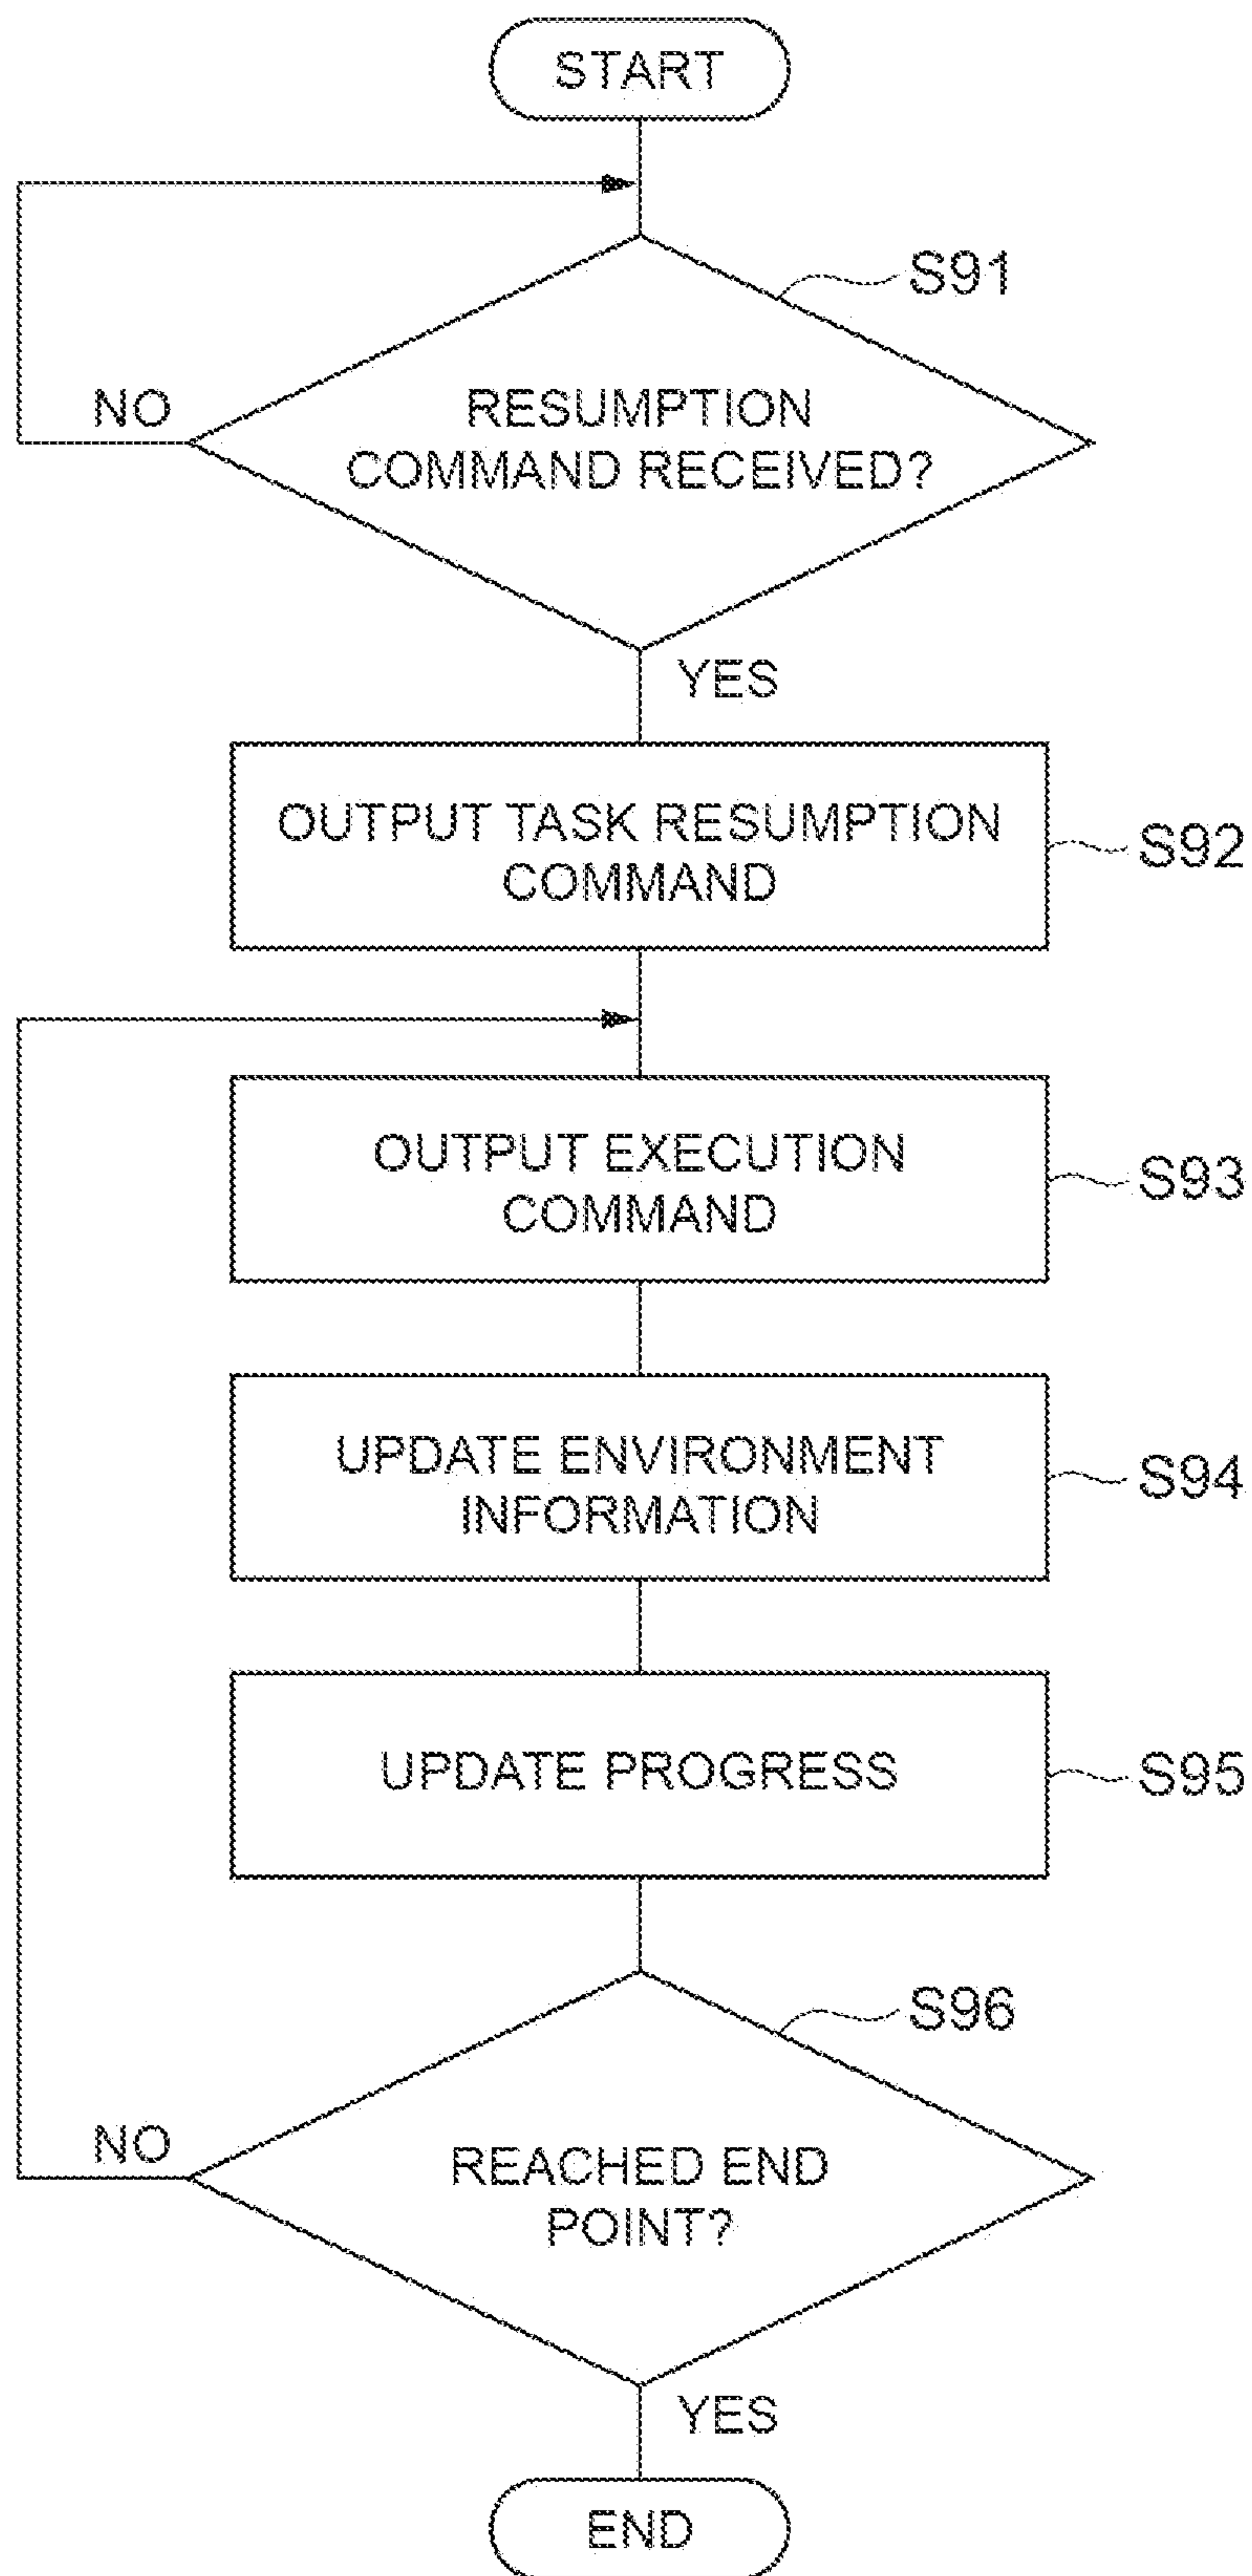 START
S91
NO
RESUMPTION
COMMAND RECEIVED?
YES
OUTPUT TASK RESUMPTION
COMMAND
S92
OUTPUT EXECUTION
COMMAND
S93
UPDATE ENVIRONMENT
INFORMATION
S94
UPDATE PROGRESS
S95
S96
NO
REACHED END
POINT?
YES
END